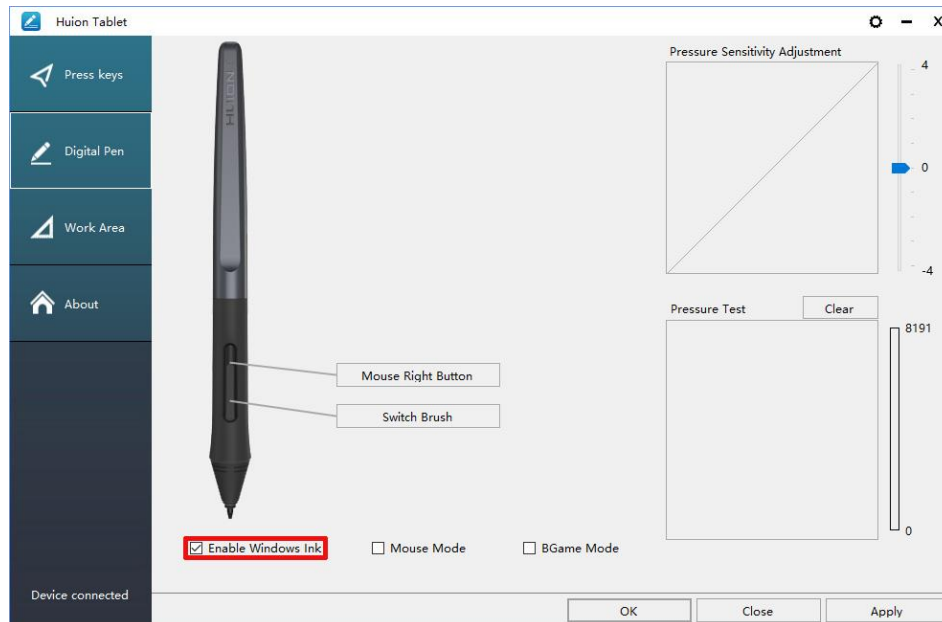 Huion Tablet
Press keys
Digital Pen
Work Area
About
Device connected
HUION
Mouse Right Button
Switch Brush
Enable Windows Ink
Mouse Mode
BGame Mode
Pressure Sensitivity Adjustment
4
0
-4
Pressure Test
Clear
8191
0
OK
Close
Apply